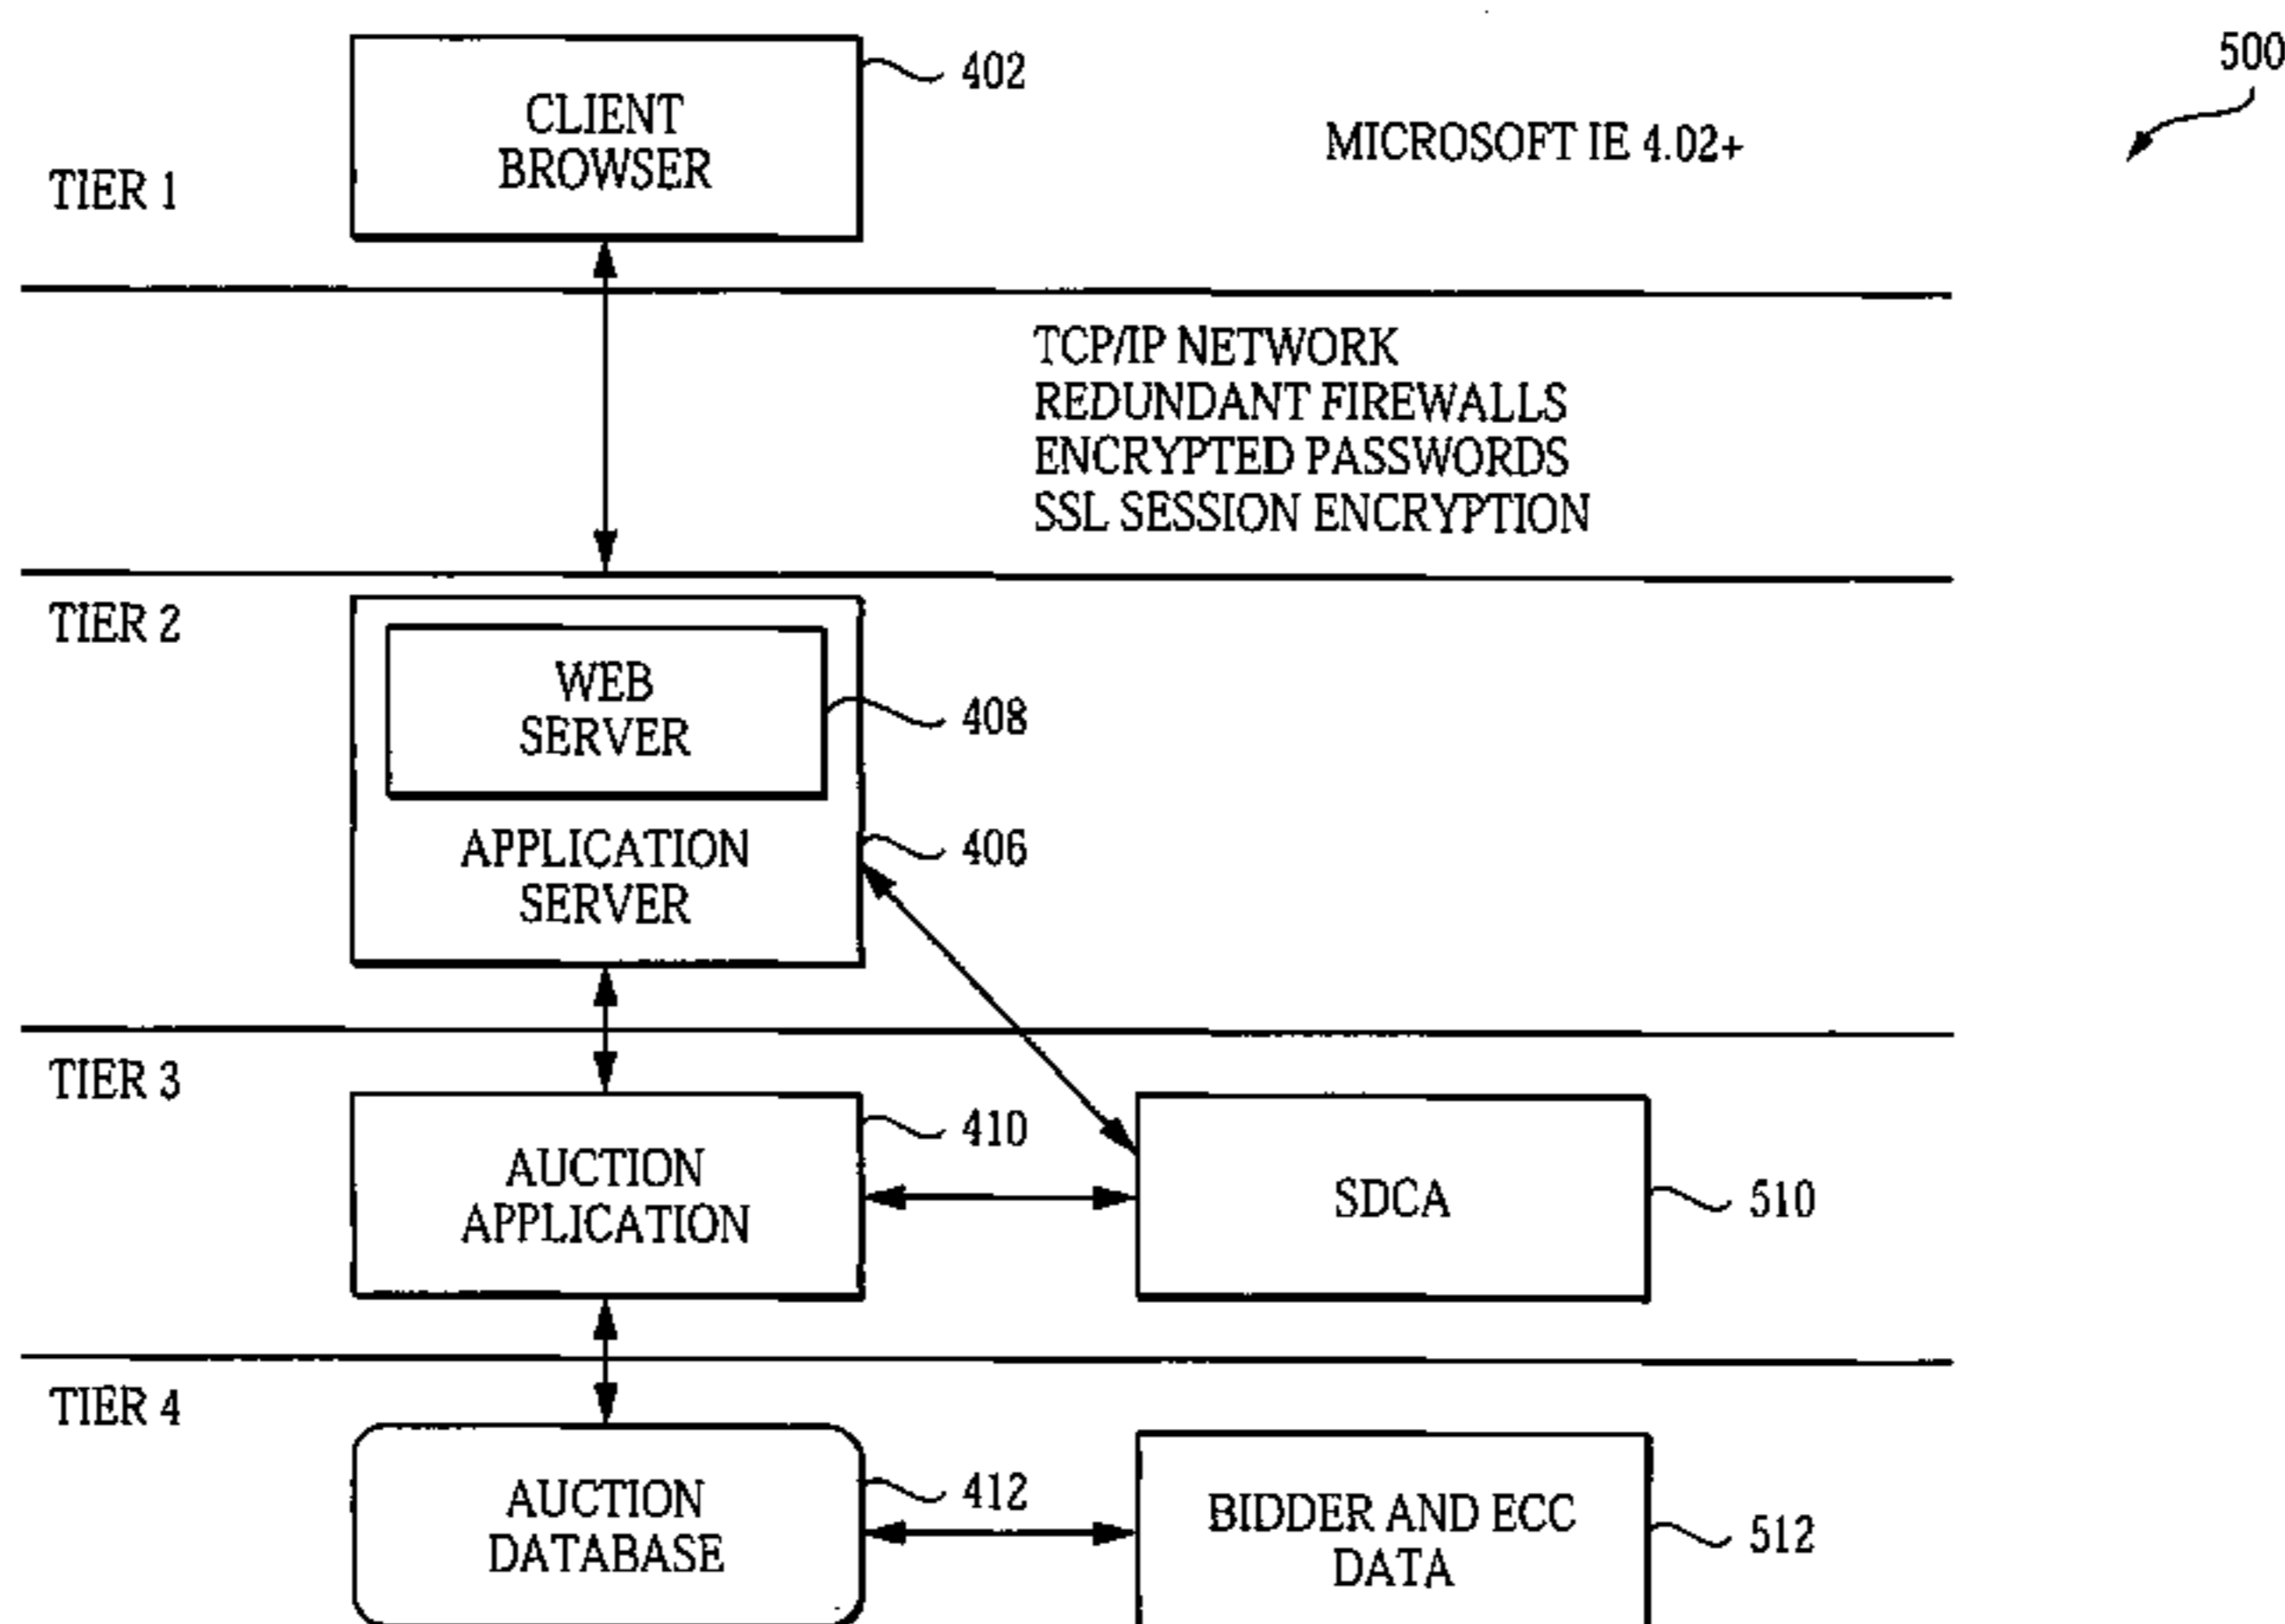 500
402
CLIENT
BROWSER
MICROSOFT IE 4.02+
TIER 1
TCP/IP NETWORK
REDUNDANT FIREWALLS
ENCRYPTED PASSWORDS
SSL SESSION ENCRYPTION
TIER 2
WEB
SERVER
408
APPLICATION
SERVER
406
TIER 3
AUCTION
APPLICATION
410
SDCA
510
TIER 4
AUCTION
DATABASE
412
BIDDER AND ECC
DATA
512